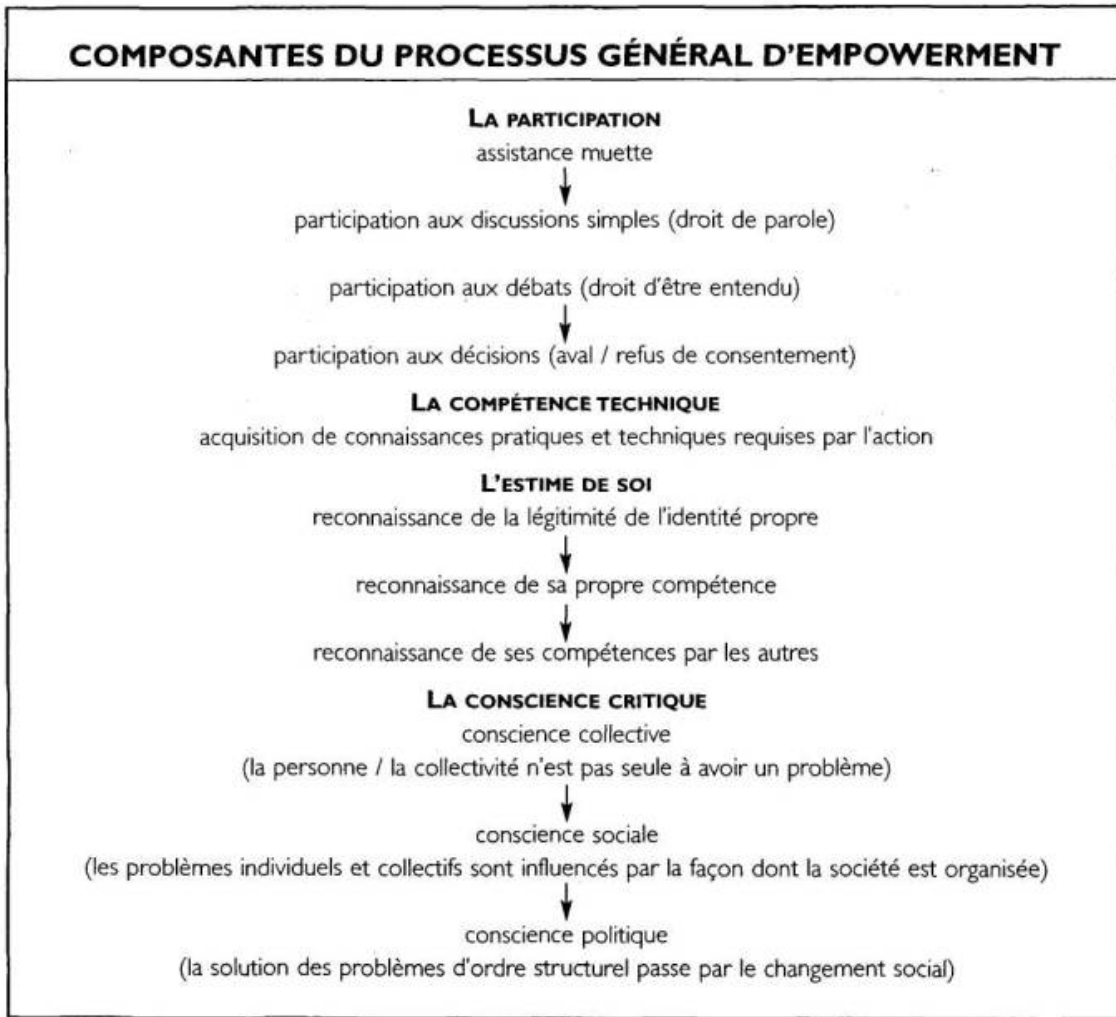 COMPOSANTES DU PROCESSUS GÉNÉRAL D'EMPOWERMENT
LA PARTICIPATION
assistance muette
participation aux discussions simples (droit de parole)
participation aux débats (droit d'être entendu)
participation aux décisions (aval / refus de consentement)
LA COMPÉTENCE TECHNIQUE
acquisition de connaissances pratiques et techniques requises par l'action
L'ESTIME DE SOI
reconnaissance de la légitimité de l'identité propre
reconnaissance de sa propre compétence
reconnaissance de ses compétences par les autres
LA CONSCIENCE CRITIQUE
conscience collective
(la personne / la collectivité n'est pas seule à avoir un problème)
conscience sociale
(les problèmes individuels et collectifs sont influencés par la façon dont la société est organisée)
conscience politique
(la solution des problèmes d'ordre structurel passe par le changement social)